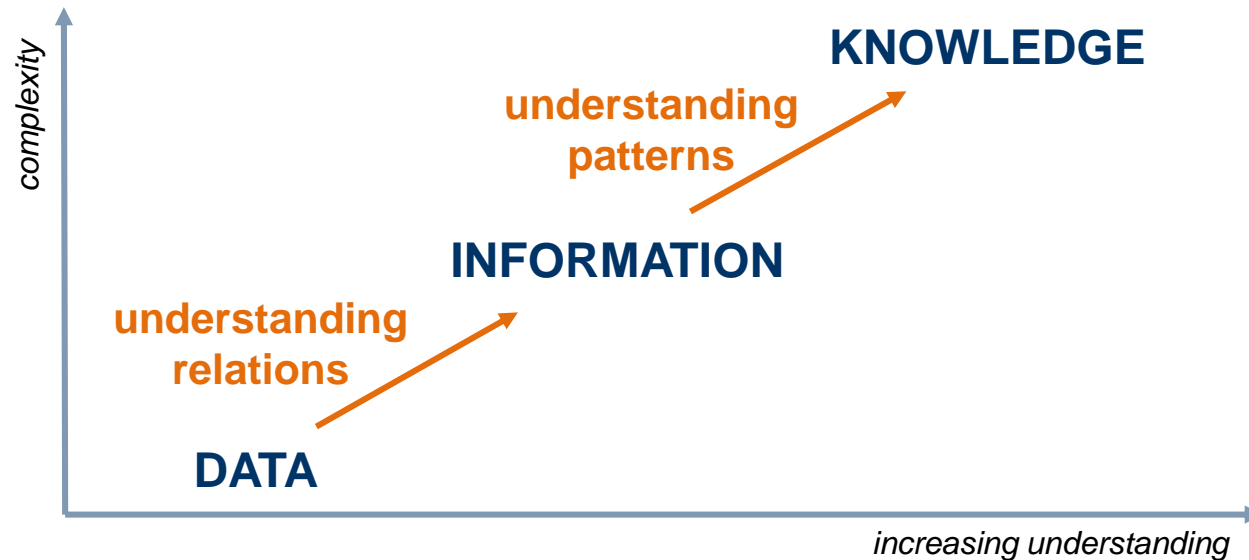 complexity
KNOWLEDGE
understanding
patterns
INFORMATION
understanding
relations
DATA
increasing understanding